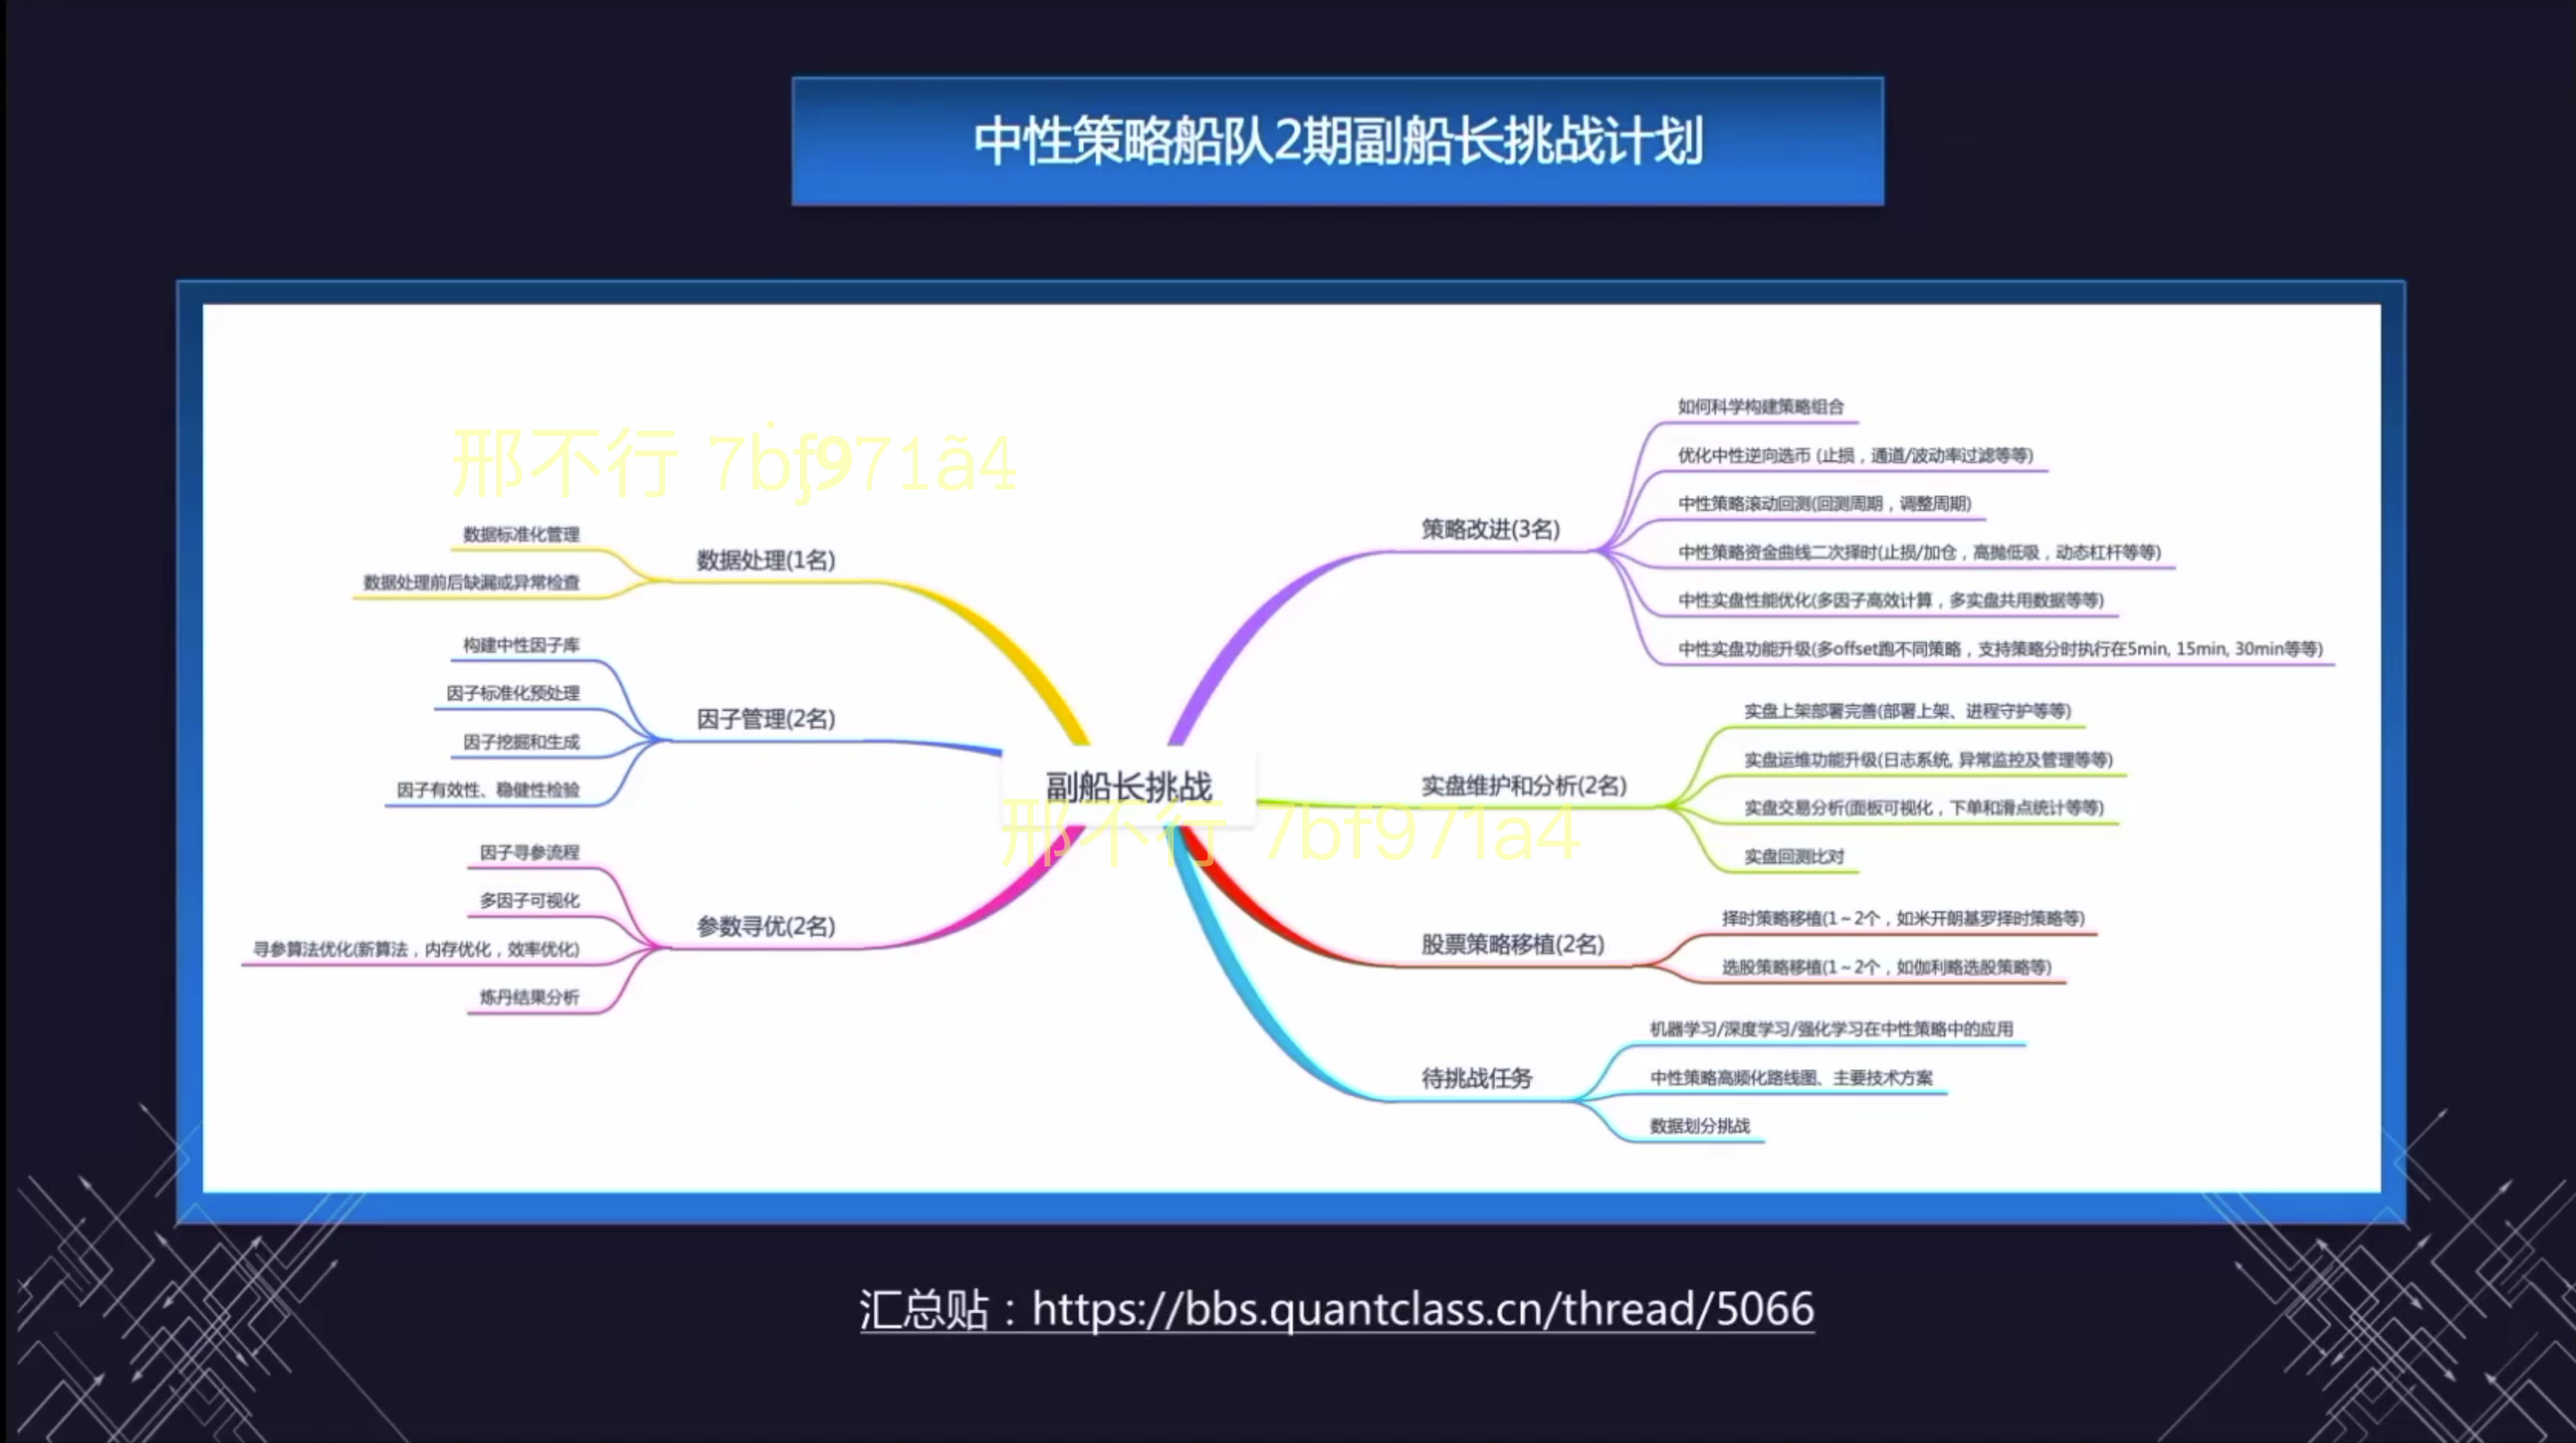 中性策略船队2期副船长挑战计划
邢不行 7bf971a4
数据处理(1名)
数据标准化管理
数据处理前后缺漏或异常检查
因子管理(2名)
构建中性因子库
因子标准化预处理
因子挖掘和生成
因子有效性、稳健性检验
参数寻优(2名)
因子寻参流程
多因子可视化
寻参算法优化(新算法，内存优化，效率优化)
炼丹结果分析
副船长挑战
邢不行 7bf971a4
策略改进(3名)
如何科学构建策略组合
优化中性逆向选币 (止损，通道/波动率过滤等等)
中性策略滚动回测(回测周期，调整周期)
中性策略资金曲线二次择时(止损/加仓，高抛低吸，动态杠杆等等)
中性实盘性能优化(多因子高效计算，多实盘共用数据等等)
中性实盘功能升级(多offset跑不同策略，支持策略分时执行在5min, 15min, 30min等等)
实盘维护和分析(2名)
实盘上架部署完善(部署上架、进程守护等等)
实盘运维功能升级(日志系统, 异常监控及管理等等)
实盘交易分析(面板可视化，下单和滑点统计等等)
实盘回测比对
股票策略移植(2名)
择时策略移植(1～2个，如米开朗基罗择时策略等)
选股策略移植(1～2个，如伽利略选股策略等)
待挑战任务
机器学习/深度学习/强化学习在中性策略中的应用
中性策略高频化路线图、主要技术方案
数据划分挑战
汇总贴：https://bbs.quantclass.cn/thread/5066